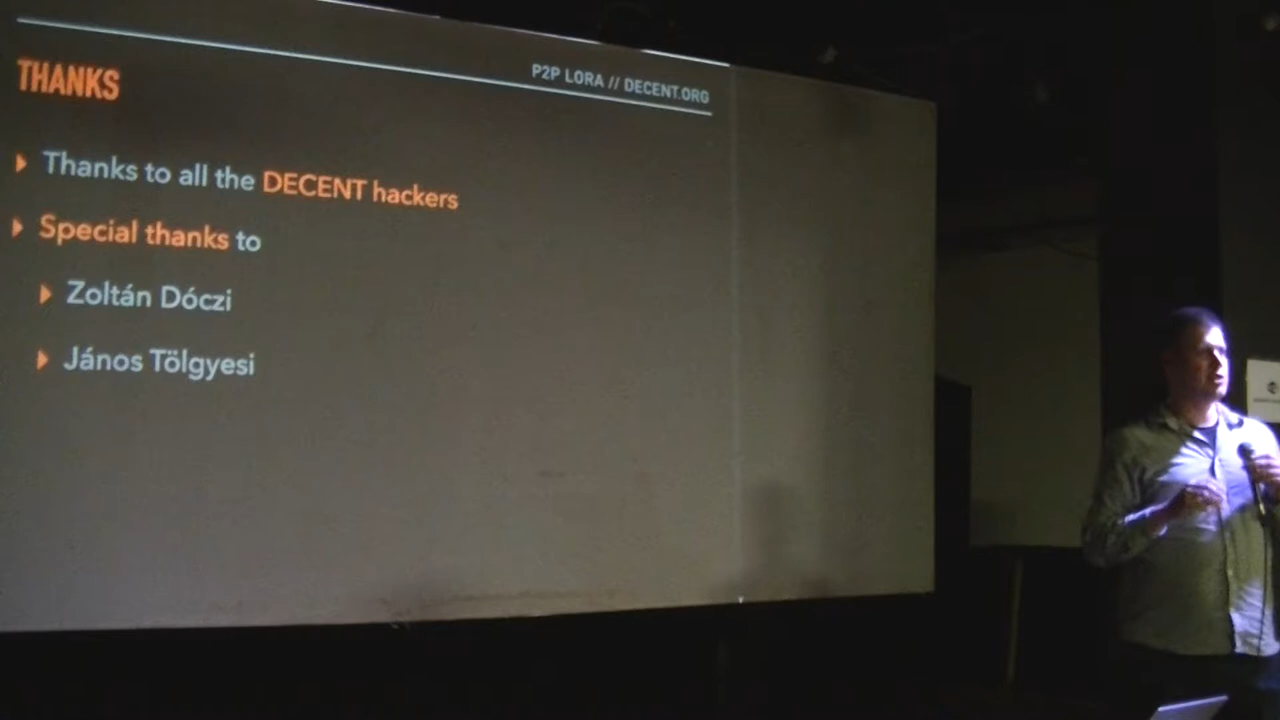 P2P LORA // DECENT.ORG
THANKS
Thanks to all the DECENT hackers
Special thanks to
Zoltán Dóczi
János Tölgyesi